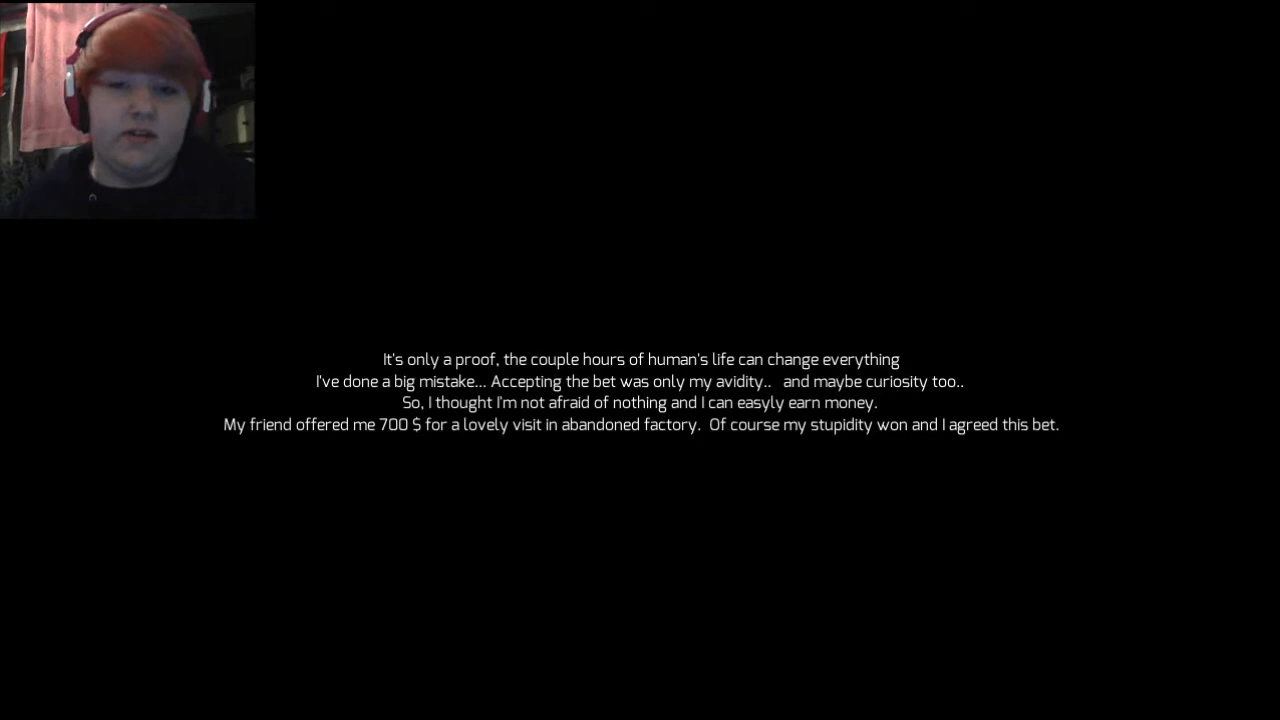 It's only a proof, the couple hours of human's life can change everything
I've done a big mistake... Accepting the bet was only my avidity..   and maybe curiosity too..
So, I thought I'm not afraid of nothing and I can easyly earn money.
My friend offered me 700 $ for a lovely visit in abandoned factory.  Of course my stupidity won and I agreed this bet.